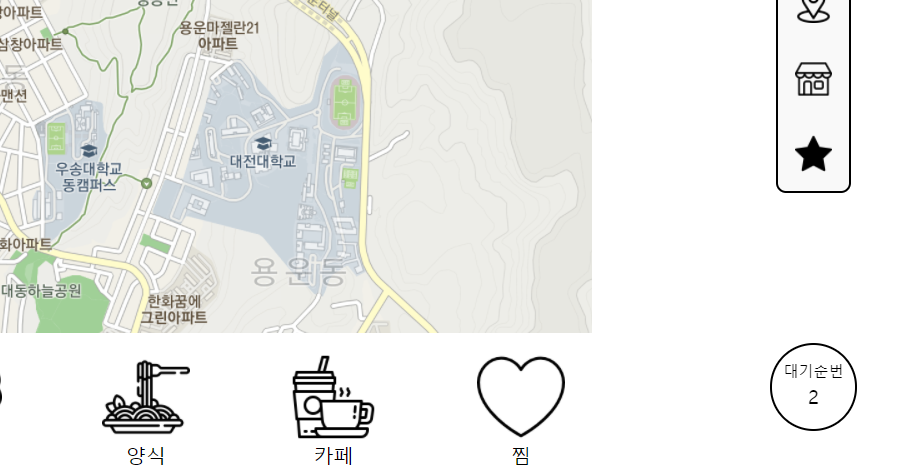 용운마젤란21
아파트
삼창아파트
맨션
우송대학교
동캠퍼스
대전대학교
화아파트
용운동
대동하늘공원
한화꿈에
그린아파트
대기순번
2
양식
카페
찜